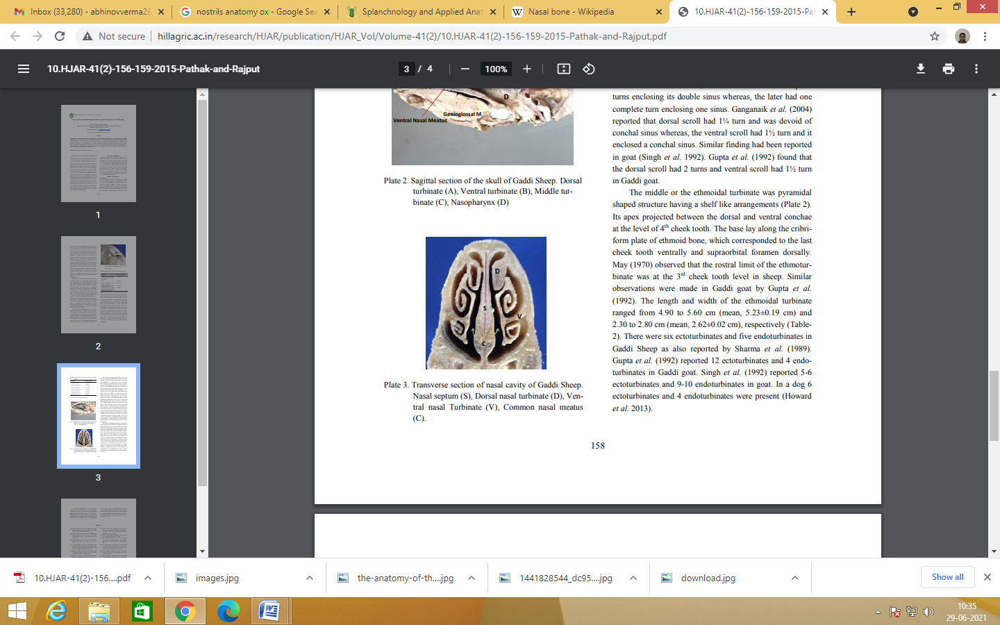 Inbox (33,280) - abhinovverma28
nostrils anatomy ox - Google Sea
Splanchnology and Applied Anat
Nasal bone - Wikipedia
10.HJAR-41(2)-156-159-2015-Pat
Not secure
hillagric.ac.in/research/HJAR/publication/HJAR_Vol/Volume-41(2)/10.HJAR-41(2)-156-159-2015-Pathak-and-Rajput.pdf
10.HJAR-41(2)-156-159-2015-Pathak-and-Rajput
3 / 4
100%
1
2
3
D
Genioglossal M.
Ventral Nasal Meatus
Plate 2. Sagittal section of the skull of Gaddi Sheep. Dorsal
turbinate (A), Ventral turbinate (B), Middle tur-
binate (C), Nasopharynx (D)
D
S
V
C
Plate 3. Transverse section of nasal cavity of Gaddi Sheep.
Nasal septum (S), Dorsal nasal turbinate (D), Ven-
tral nasal Turbinate (V), Common nasal meatus
(C).
turns enclosing its double sinus whereas, the later had one
complete turn enclosing one sinus. Ganganaik et al. (2004)
reported that dorsal scroll had 1¼ turn and was devoid of
conchal sinus whereas, the ventral scroll had 1½ turn and it
enclosed a conchal sinus. Similar finding had been reported
in goat (Singh et al. 1992). Gupta et al. (1992) found that
the dorsal scroll had 2 turns and ventral scroll had 1½ turn
in Gaddi goat.
The middle or the ethmoidal turbinate was pyramidal
shaped structure having a shelf like arrangements (Plate 2).
Its apex projected between the dorsal and ventral conchae
at the level of 4th cheek tooth. The base lay along the cribri-
form plate of ethmoid bone, which corresponded to the last
cheek tooth ventrally and supraorbital foramen dorsally.
May (1970) observed that the rostral limit of the ethmotur-
binate was at the 3rd cheek tooth level in sheep. Similar
observations were made in Gaddi goat by Gupta et al.
(1992). The length and width of the ethmoidal turbinate
ranged from 4.90 to 5.60 cm (mean, 5.23±0.19 cm) and
2.30 to 2.80 cm (mean, 2.62±0.02 cm), respectively (Table-
2). There were six ectoturbinates and five endoturbinates in
Gaddi Sheep as also reported by Sharma et al. (1989).
Gupta et al. (1992) reported 12 ectoturbinates and 4 endo-
turbinates in Gaddi goat. Singh et al. (1992) reported 5-6
ectoturbinates and 9-10 endoturbinates in goat. In a dog 6
ectoturbinates and 4 endoturbinates were present (Howard
et al. 2013).
158
10.HJAR-41(2)-156....pdf
images.jpg
the-anatomy-of-th....jpg
1441828544_dc95....jpg
download.jpg
Show all
10:35
29-06-2021